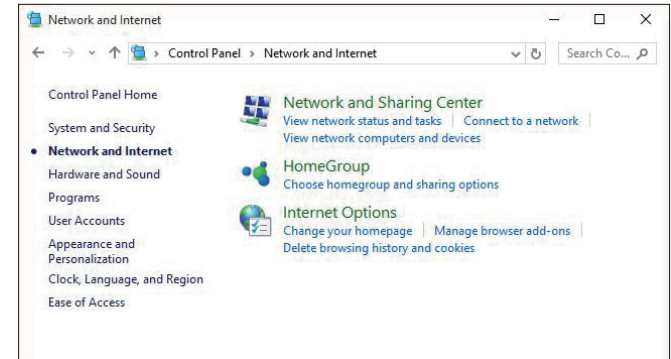 Network and Internet
Control Panel > Network and Internet
Search Co...
Control Panel Home
System and Security
Network and Internet
Hardware and Sound
Programs
User Accounts
Appearance and
Personalization
Clock, Language, and Region
Ease of Access
Network and Sharing Center
View network status and tasks | Connect to a network |
View network computers and devices
HomeGroup
Choose homegroup and sharing options
Internet Options
Change your homepage | Manage browser add-ons |
Delete browsing history and cookies